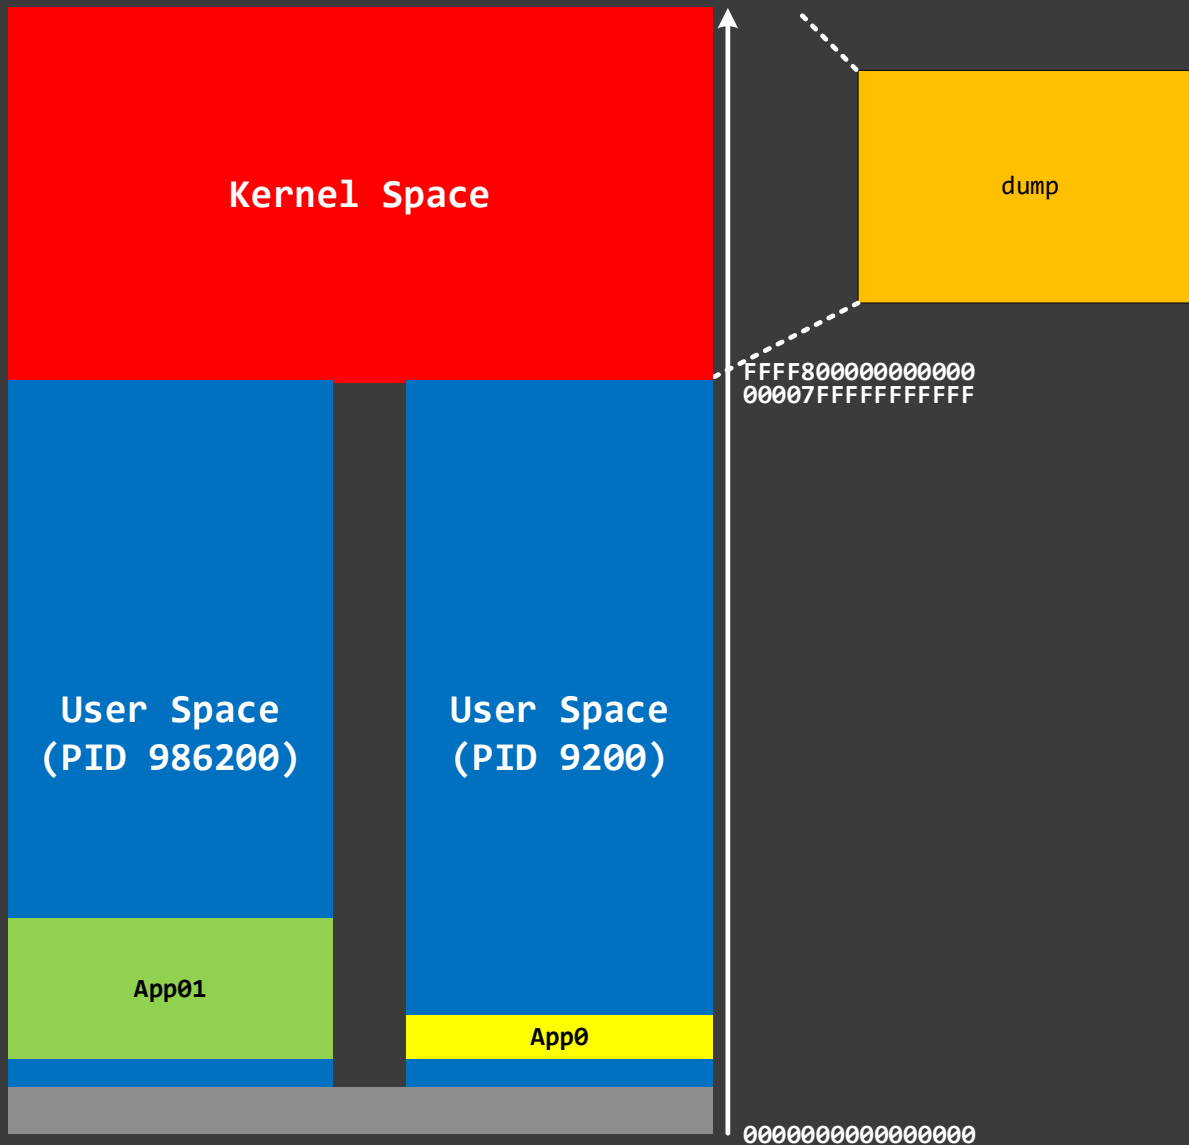 Kernel Space
dump
FFFF800000000000
00007FFFFFFFFFFF
User Space
(PID 986200)
User Space
(PID 9200)
App01
App0
0000000000000000